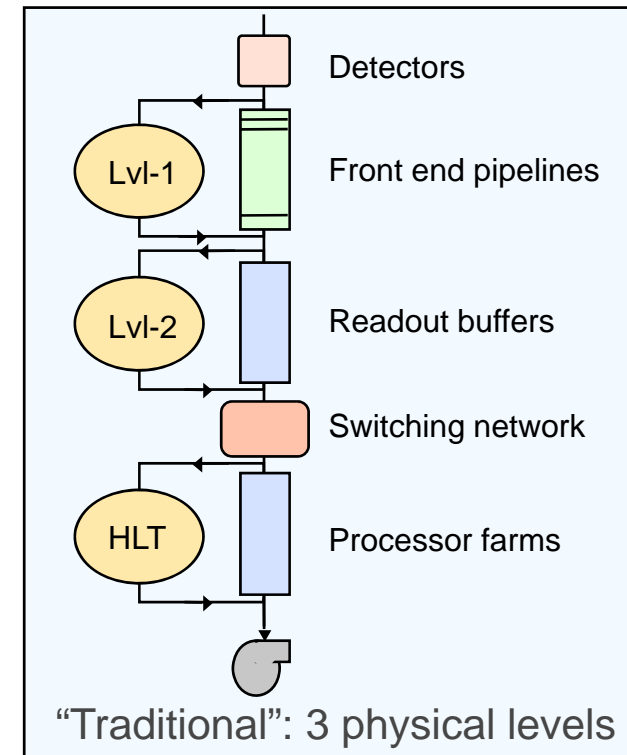 Detectors
Lvl-1
Front end pipelines
Lvl-2
Readout buffers
Switching network
HLT
Processor farms
“Traditional”: 3 physical levels